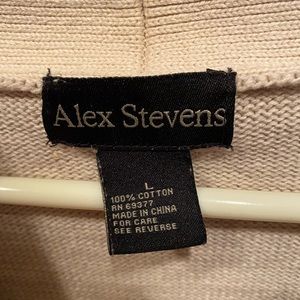 Alex Stevens
L
100% COTTON
RN 69377
MADE IN CHINA
FOR CARE
SEE REVERSE